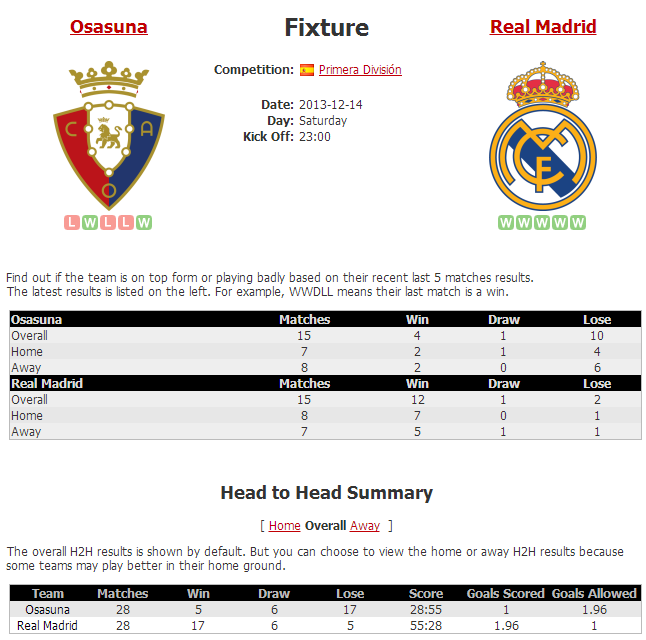 Osasuna Fixture Real Madrid
Competition: Primera División
Date: 2013-12-14
Day: Saturday
Kick Off: 23:00
C A
O
M C F
L W L L W W W W W W
Find out if the team is on top form or playing badly based on their recent last 5 matches results.
The latest results is listed on the left. For example, WWDLL means their last match is a win.
Osasuna Matches Win Draw Lose
Overall 15 4 1 10
Home 7 2 1 4
Away 8 2 0 6
Real Madrid Matches Win Draw Lose
Overall 15 12 1 2
Home 8 7 0 1
Away 7 5 1 1
Head to Head Summary
[ Home Overall Away ]
The overall H2H results is shown by default. But you can choose to view the home or away H2H results because
some teams may play better in their home ground.
Team Matches Win Draw Lose Score Goals Scored Goals Allowed
Osasuna 28 5 6 17 28:55 1 1.96
Real Madrid 28 17 6 5 55:28 1.96 1